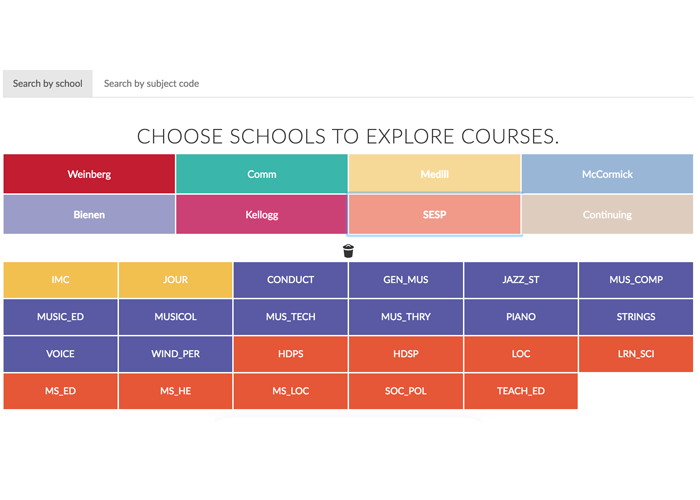 Search by school Search by subject code
CHOOSE SCHOOLS TO EXPLORE COURSES.
Weinberg Comm Medill McCormick
Bienen Kellogg SESP Continuing
IMC JOUR CONDUCT GEN_MUS JAZZ_ST MUS_COMP
MUSIC_ED MUSICOL MUS_TECH MUS_THRY PIANO STRINGS
VOICE WIND_PER HDPS HDSP LOC LRN_SCI
MS_ED MS_HE MS_LOC SOC_POL TEACH_ED